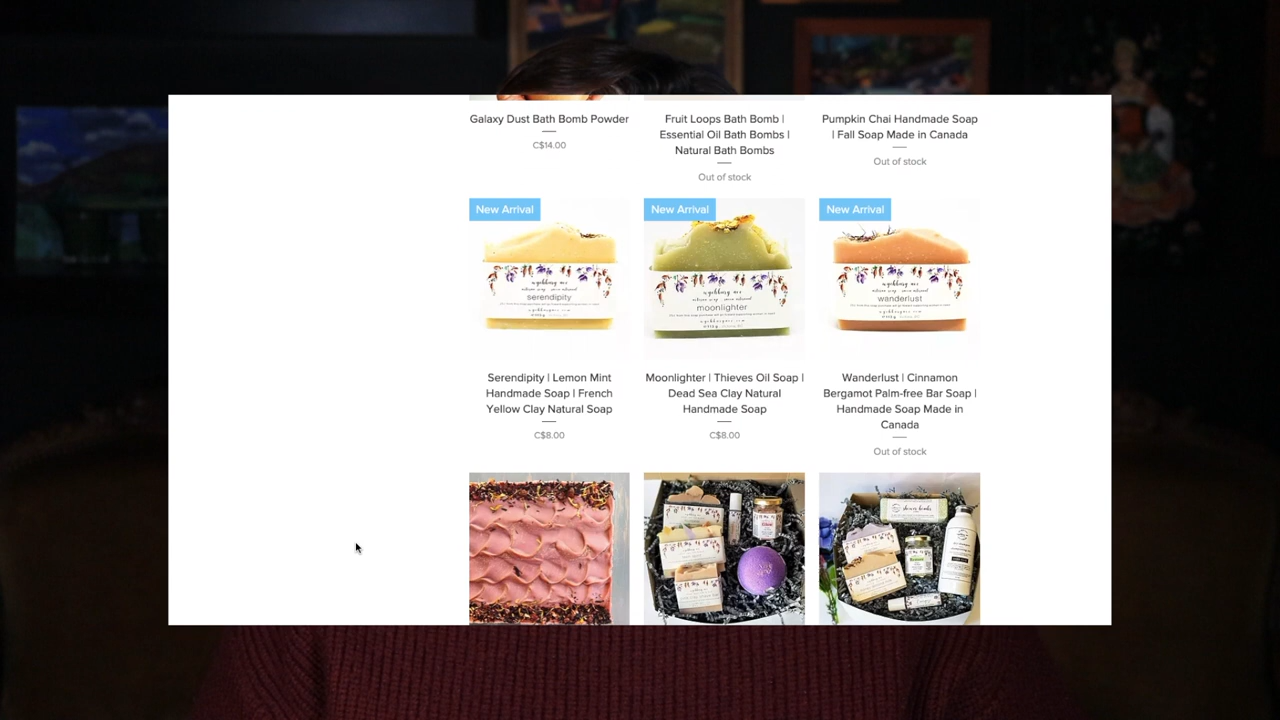 Galaxy Dust Bath Bomb Powder
C$14.00
Fruit Loops Bath Bomb |
Essential Oil Bath Bombs |
Natural Bath Bombs
Out of stock
Pumpkin Chai Handmade Soap
| Fall Soap Made in Canada
Out of stock
New Arrival
New Arrival
New Arrival
serendipity
moonlighter
wanderlust
Serendipity | Lemon Mint
Handmade Soap | French
Yellow Clay Natural Soap
C$8.00
Moonlighter | Thieves Oil Soap |
Dead Sea Clay Natural
Handmade Soap
C$8.00
Wanderlust | Cinnamon
Bergamot Palm-free Bar Soap |
Handmade Soap Made in
Canada
Out of stock
shower bombs